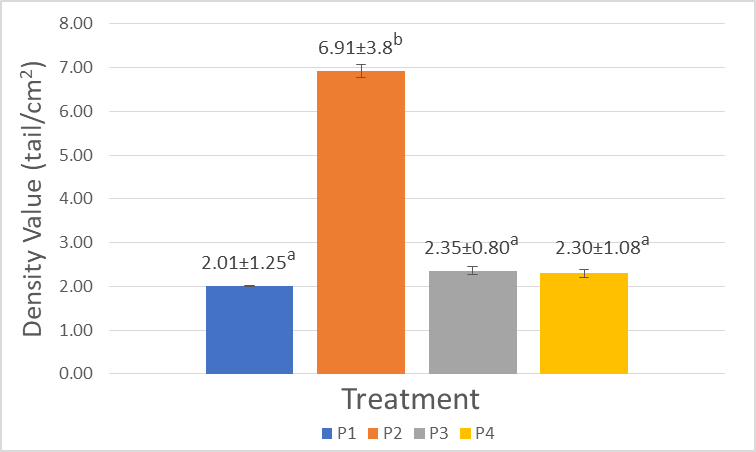 8.00
7.00
6.00
5.00
4.00
3.00
2.00
1.00
0.00
Density Value (tail/cm²)
2.01±1.25ᵃ
6.91±3.8ᵇ
2.35±0.80ᵃ
2.30±1.08ᵃ
Treatment
P1 P2 P3 P4